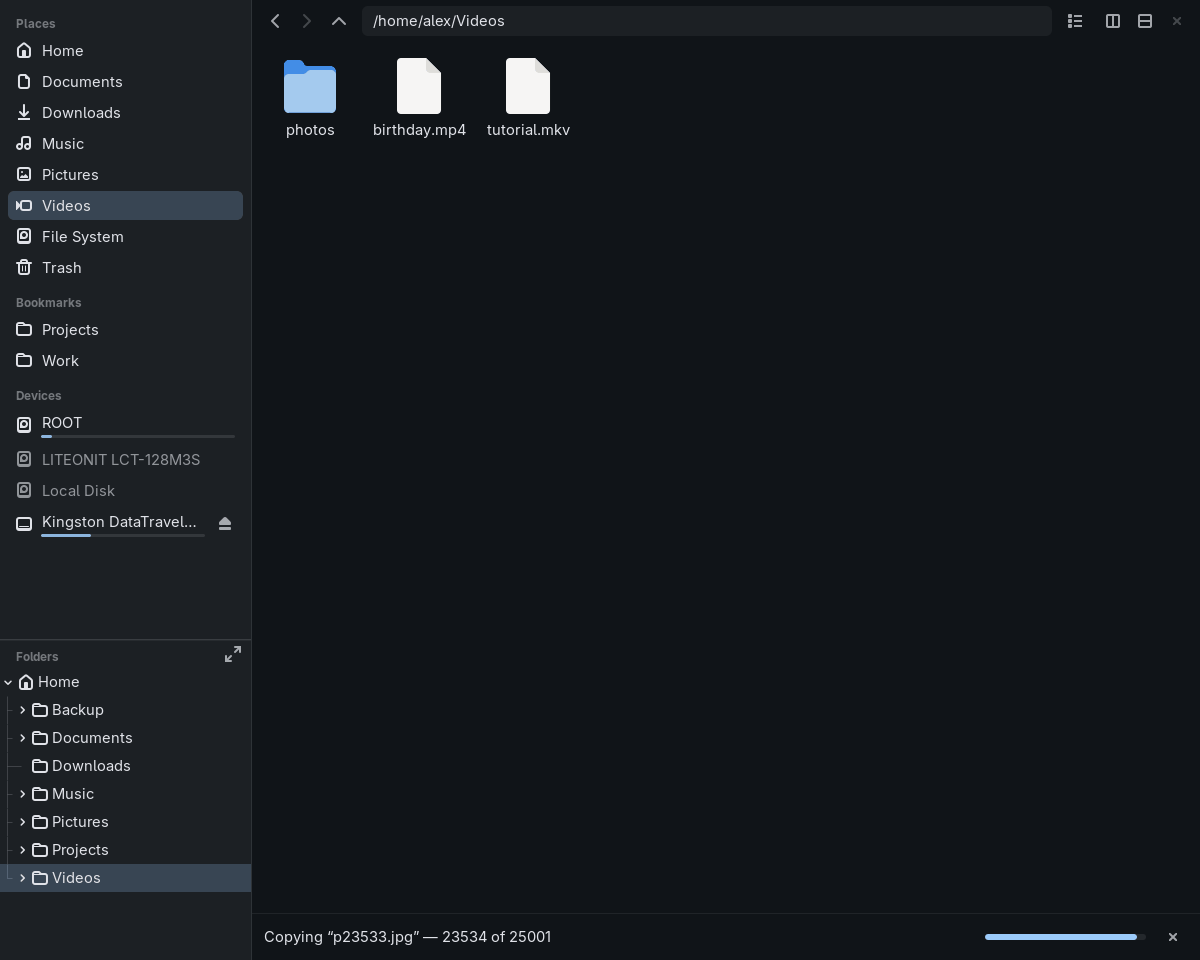 Places
Home
Documents
Downloads
Music
Pictures
Videos
File System
Trash
Bookmarks
Projects
Work
Devices
ROOT
LITEONIT LCT-128M3S
Local Disk
Kingston DataTravel...
Folders
Home
Backup
Documents
Downloads
Music
Pictures
Projects
Videos
/home/alex/Videos
photos
birthday.mp4
tutorial.mkv
Copying “p23533.jpg” — 23534 of 25001